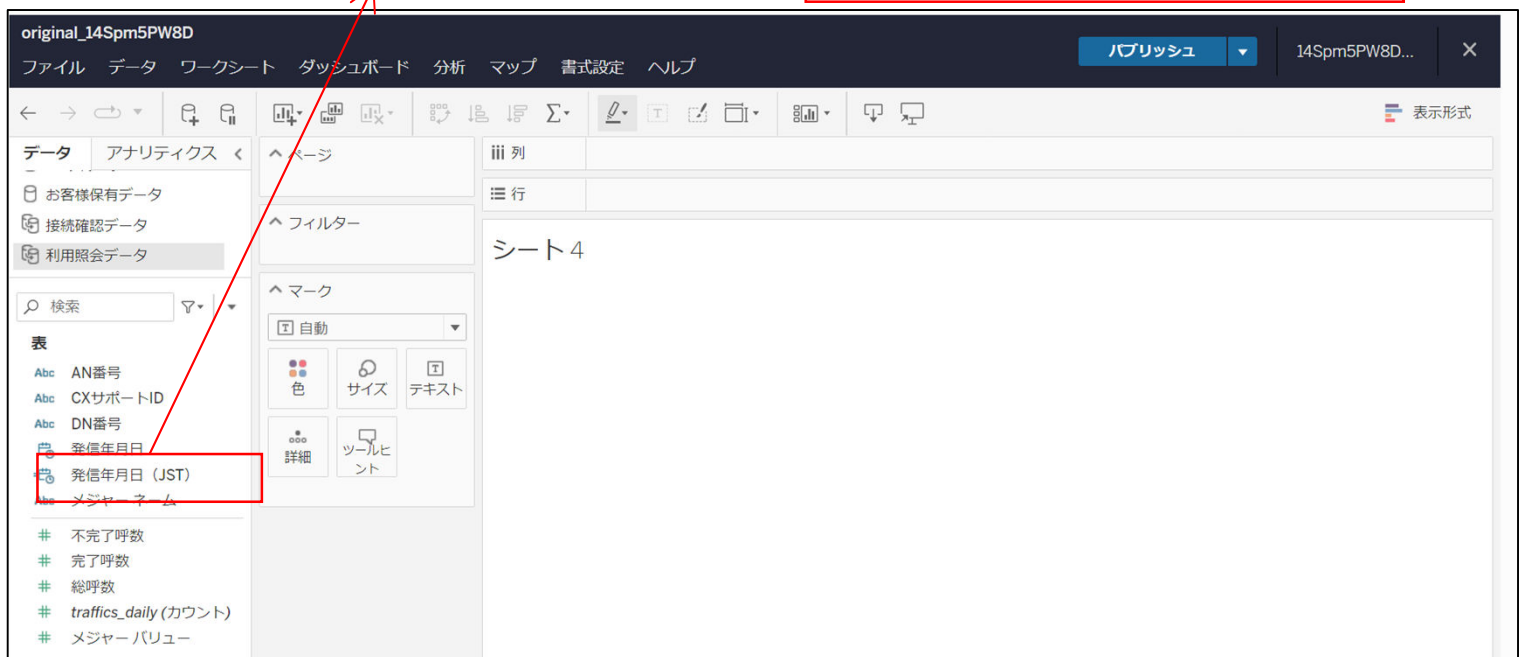 original_14Spm5PW8D
ファイル データ ワークシート ダッシュボード 分析 マップ 書式設定 ヘルプ
パブリッシュ
14Spm5PW8D...
表示形式
データ アナリティクス
お客様保有データ
接続確認データ
利用照会データ
検索
表
Abc AN番号
Abc CXサポートID
Abc DN番号
発信年月日
発信年月日（JST）
Abc メジャー ネーム
# 不完了呼数
# 完了呼数
# 総呼数
# traffics_daily (カウント)
# メジャー バリュー
ページ
フィルター
マーク
自動
色
サイズ
テキスト
詳細
ツールヒ
ント
列
行
シート 4